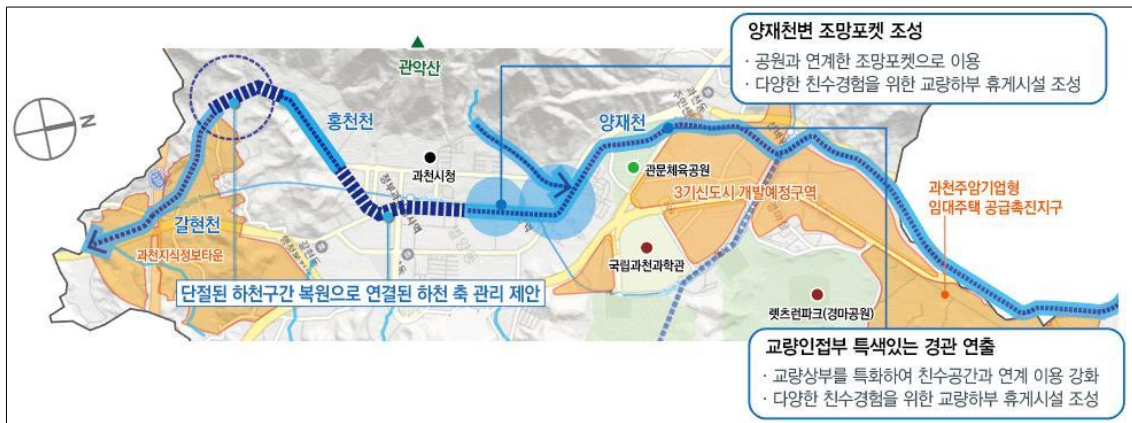 양재천변 조망포켓 조성
· 공원과 연계한 조망포켓으로 이용
· 다양한 친수경험을 위한 교량하부 휴게시설 조성
관악산
N
홍천천
양재천
과천시청
관문체육공원
3기신도시 개발예정구역
과천주암기업형
임대주택 공급촉진지구
갈현천
과천지식정보타운
국립과천과학관
단절된 하천구간 복원으로 연결된 하천 축 관리 제안
렛츠런파크(경마공원)
교량인접부 특색있는 경관 연출
· 교량상부를 특화하여 친수공간과 연계 이용 강화
· 다양한 친수경험을 위한 교량하부 휴게시설 조성